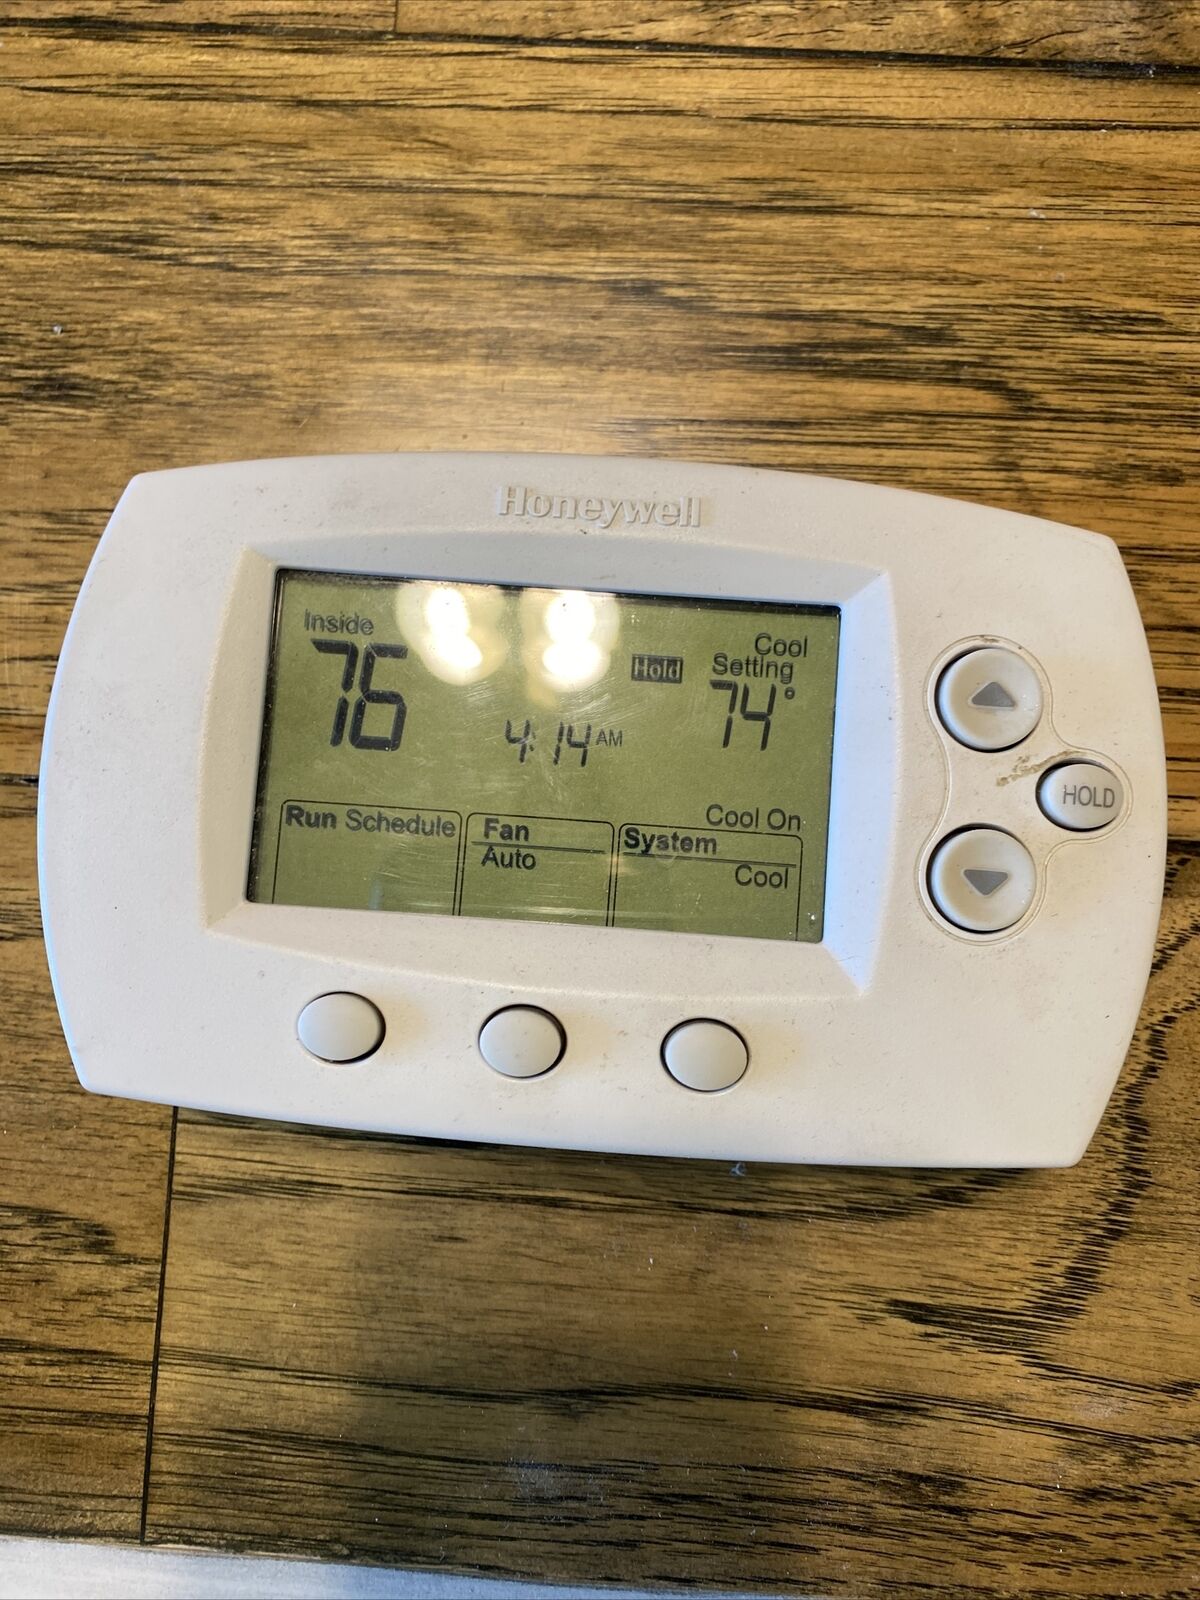 Honeywell
Inside
76
4:14 AM
Hold
Cool
Setting
74°
Cool On
Run Schedule
Fan
Auto
System
Cool
HOLD